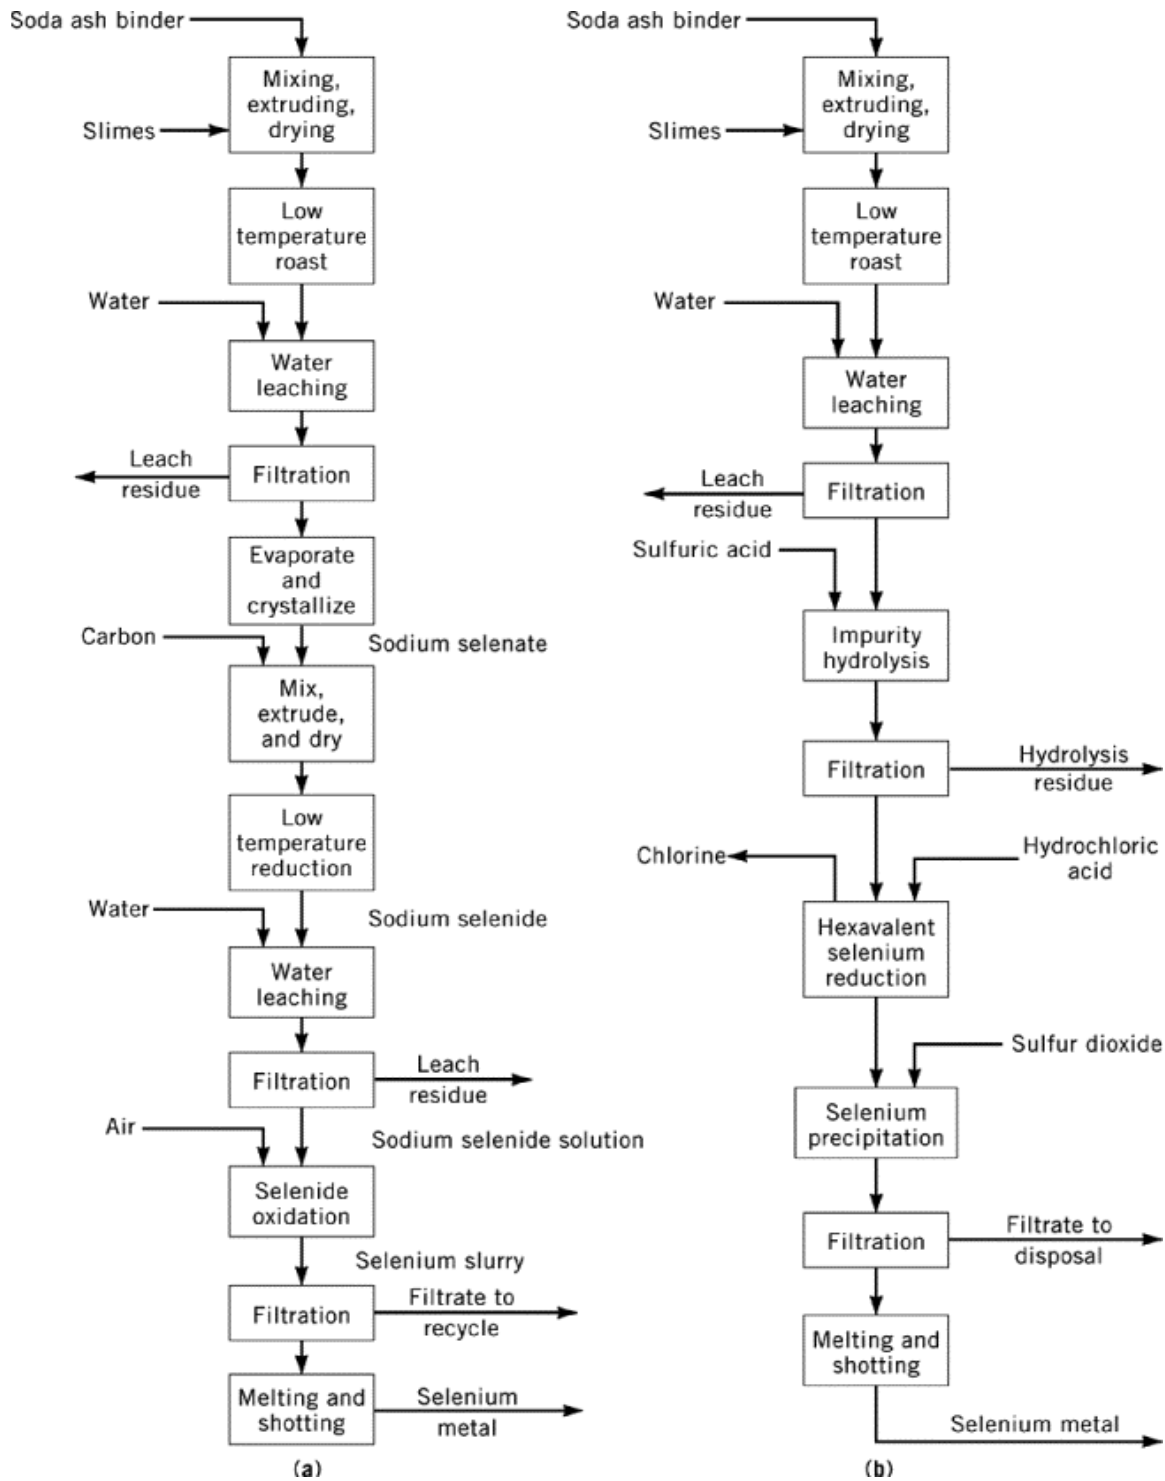 Soda ash binder
Mixing,
extruding,
drying
Slimes
Low
temperature
roast
Water
Water
leaching
Leach
residue
Filtration
Evaporate
and
crystallize
Carbon
Sodium selenate
Mix,
extrude,
and dry
Low
temperature
reduction
Water
Sodium selenide
Water
leaching
Filtration
Leach
residue
Air
Sodium selenide solution
Selenide
oxidation
Selenium slurry
Filtration
Filtrate to
recycle
Melting and
shotting
Selenium
metal
(a)
Soda ash binder
Mixing,
extruding,
drying
Slimes
Low
temperature
roast
Water
Water
leaching
Leach
residue
Filtration
Sulfuric acid
Impurity
hydrolysis
Filtration
Hydrolysis
residue
Chlorine
Hydrochloric
acid
Hexavalent
selenium
reduction
Sulfur dioxide
Selenium
precipitation
Filtration
Filtrate to
disposal
Melting and
shotting
Selenium metal
(b)